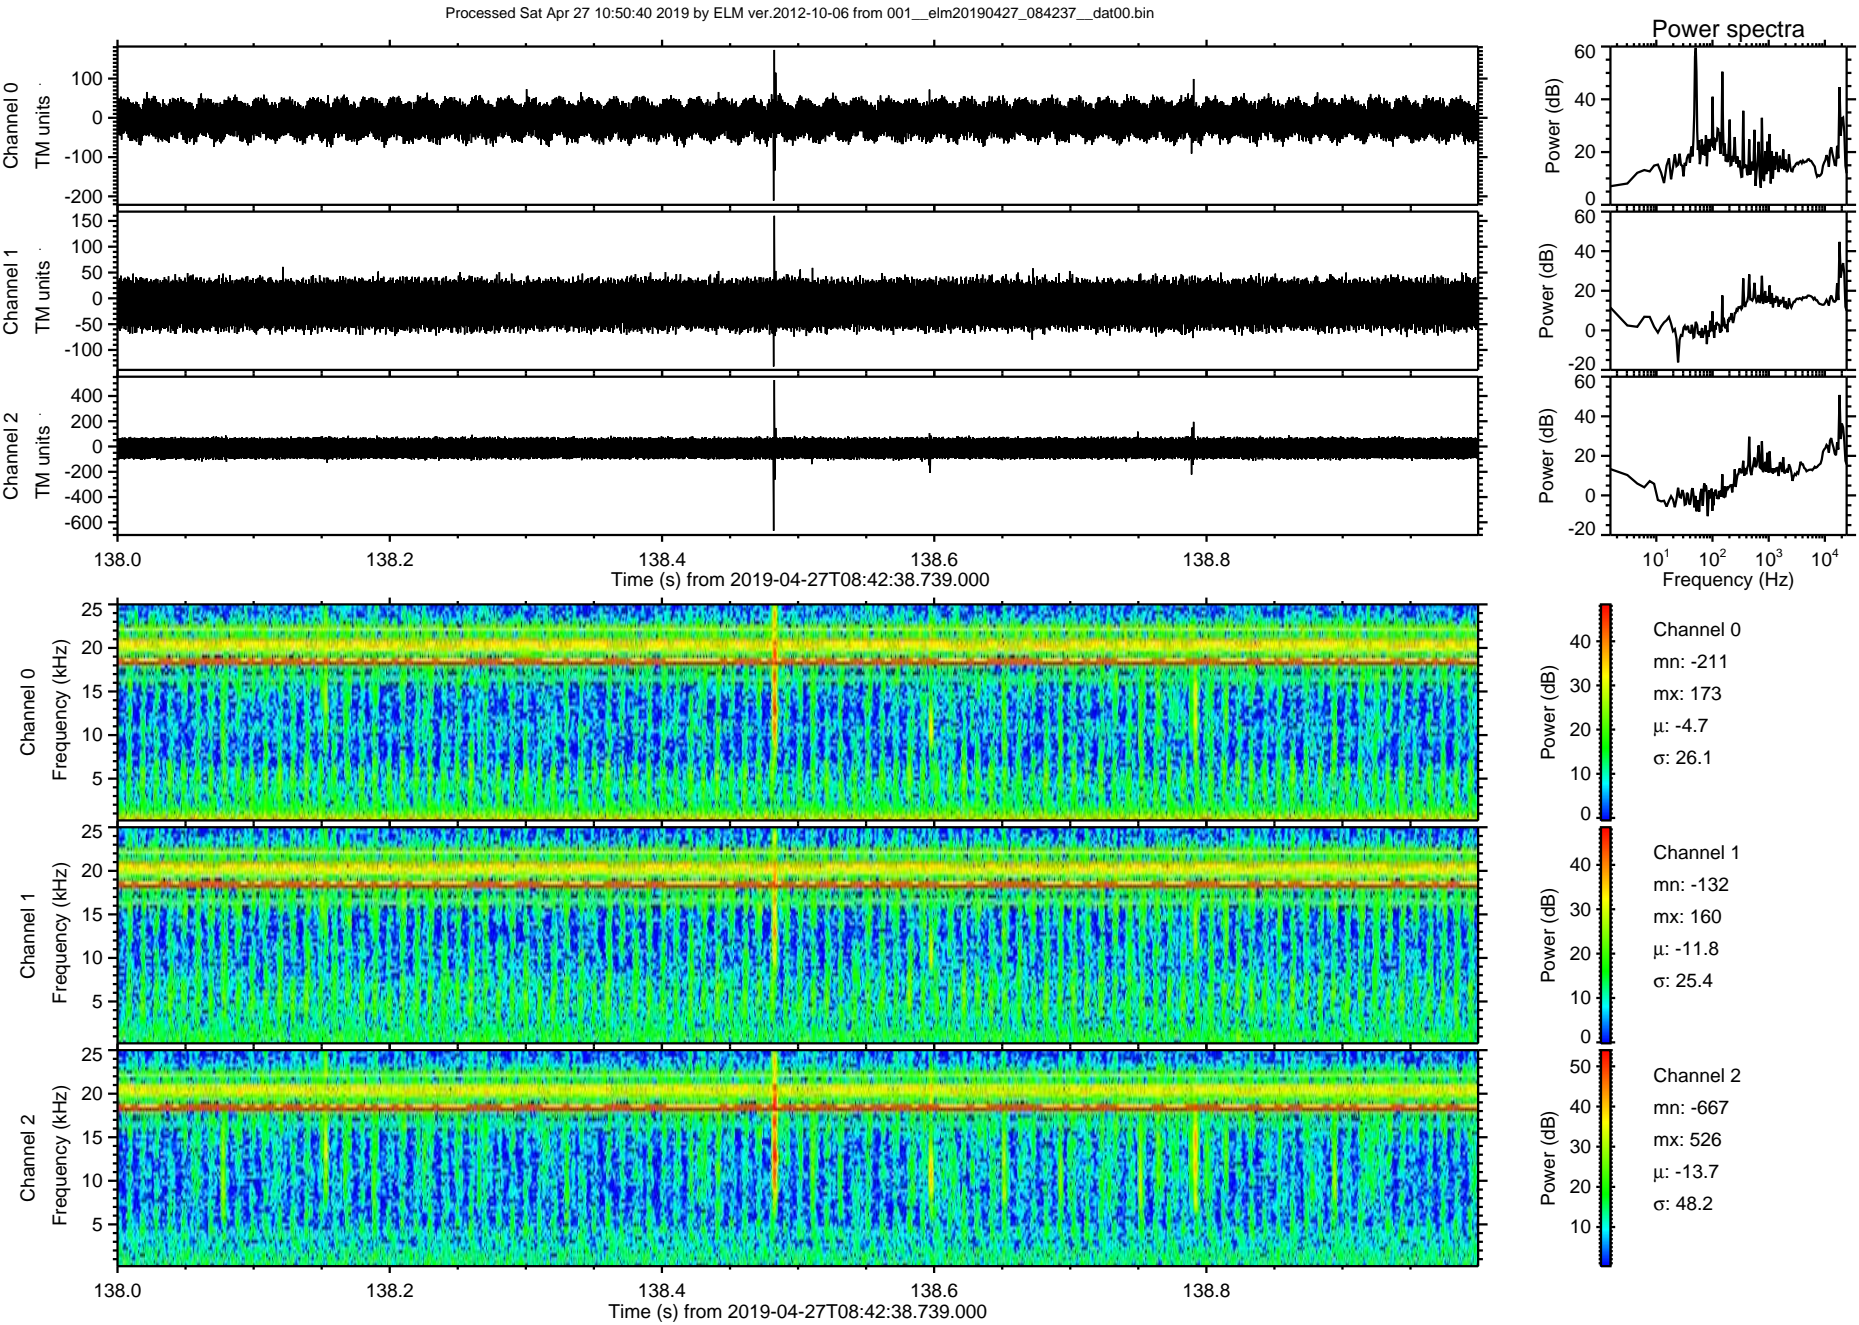 Processed Sat Apr 27 10:50:40 2019 by ELM ver.2012-10-06 from 001__elm20190427_084237__dat00.bin
Power spectra
Channel 0
TM units
100
0
-100
-200
Power (dB)
60
40
20
0
Channel 1
TM units
150
100
50
0
-50
-100
Power (dB)
60
40
20
0
-20
Channel 2
TM units
400
200
0
-200
-400
-600
Power (dB)
60
40
20
0
-20
138.0 138.2 138.4 138.6 138.8
Time (s) from 2019-04-27T08:42:38.739.000
10^1 10^2 10^3 10^4
Frequency (Hz)
Channel 0
Frequency (kHz)
25
20
15
10
5
Power (dB)
40
30
20
10
0
Channel 0
mn: -211
mx: 173
μ: -4.7
σ: 26.1
Channel 1
Frequency (kHz)
25
20
15
10
5
Power (dB)
40
30
20
10
0
Channel 1
mn: -132
mx: 160
μ: -11.8
σ: 25.4
Channel 2
Frequency (kHz)
25
20
15
10
5
Power (dB)
50
40
30
20
10
Channel 2
mn: -667
mx: 526
μ: -13.7
σ: 48.2
138.0 138.2 138.4 138.6 138.8
Time (s) from 2019-04-27T08:42:38.739.000